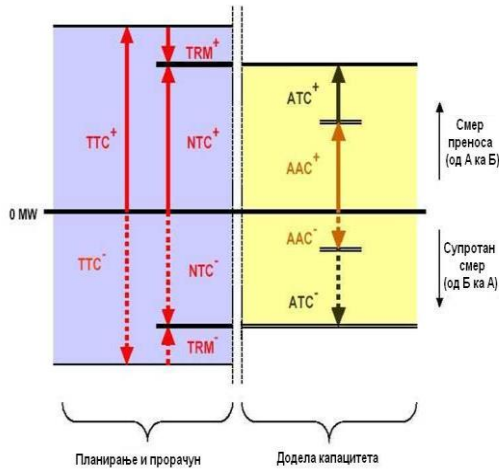 TRM+
TTC+
NTC+
ATC+
AAC+
Смер
преноса
(од А ка Б)
0 MW
TTC-
NTC-
AAC-
ATC-
Супротан
смер
(од Б ка А)
TRM-
Планирање и прорачун
Додела капацитета